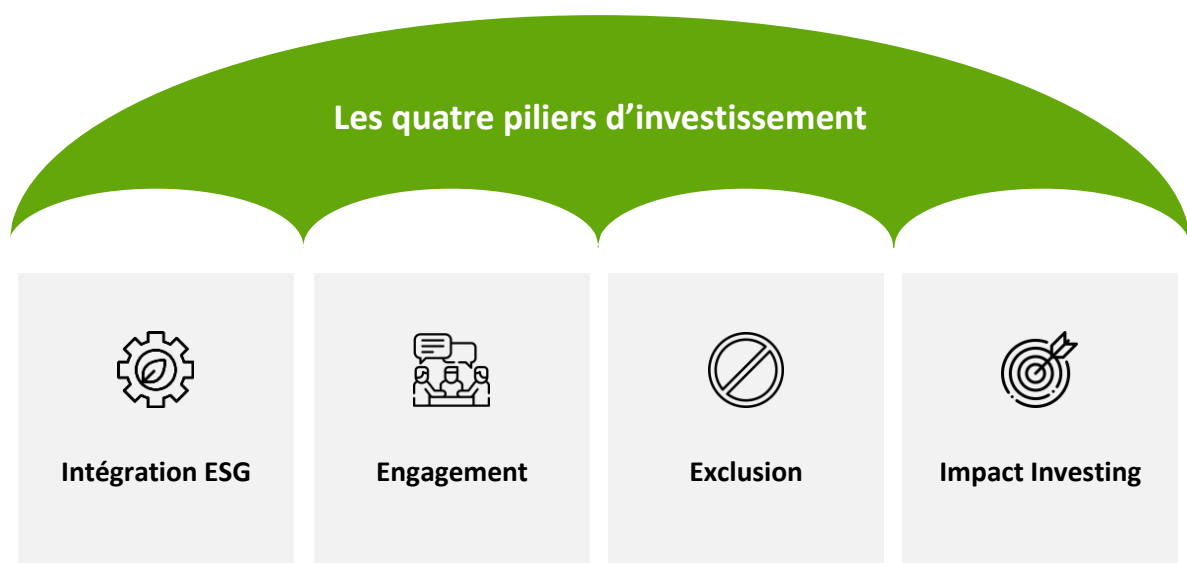 Les quatre piliers d’investissement
Intégration ESG
Engagement
Exclusion
Impact Investing